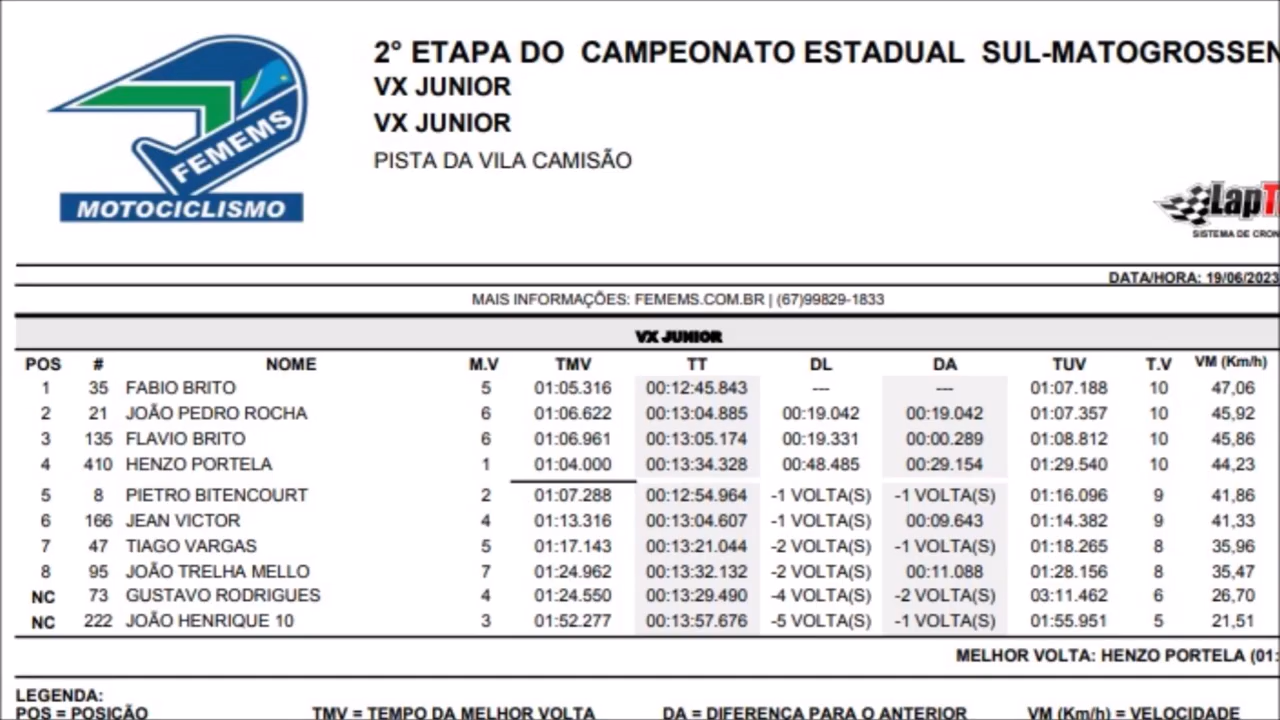 2° ETAPA DO CAMPEONATO ESTADUAL SUL-MATOGROSSEN
VX JUNIOR
VX JUNIOR
PISTA DA VILA CAMISÃO
FEMEMS
MOTOCICLISMO
LapT
SISTEMA DE CRON
DATA/HORA: 19/06/2023
MAIS INFORMAÇÕES: FEMEMS.COM.BR | (67)99829-1833
VX JUNIOR
POS # NOME M.V TMV TT DL DA TUV T.V VM (Km/h)
1 35 FABIO BRITO 5 01:05.316 00:12:45.843 --- --- 01:07.188 10 47,06
2 21 JOÃO PEDRO ROCHA 6 01:06.622 00:13:04.885 00:19.042 00:19.042 01:07.357 10 45,92
3 135 FLAVIO BRITO 6 01:06.961 00:13:05.174 00:19.331 00:00.289 01:08.812 10 45,86
4 410 HENZO PORTELA 1 01:04.000 00:13:34.328 00:48.485 00:29.154 01:29.540 10 44,23
5 8 PIETRO BITENCOURT 2 01:07.288 00:12:54.964 -1 VOLTA(S) -1 VOLTA(S) 01:16.096 9 41,86
6 166 JEAN VICTOR 4 01:13.316 00:13:04.607 -1 VOLTA(S) 00:09.643 01:14.382 9 41,33
7 47 TIAGO VARGAS 5 01:17.143 00:13:21.044 -2 VOLTA(S) -1 VOLTA(S) 01:18.265 8 35,96
8 95 JOÃO TRELHA MELLO 7 01:24.962 00:13:32.132 -2 VOLTA(S) 00:11.088 01:28.156 8 35,47
NC 73 GUSTAVO RODRIGUES 4 01:24.550 00:13:29.490 -4 VOLTA(S) -2 VOLTA(S) 03:11.462 6 26,70
NC 222 JOÃO HENRIQUE 10 3 01:52.277 00:13:57.676 -5 VOLTA(S) -1 VOLTA(S) 01:55.951 5 21,51
MELHOR VOLTA: HENZO PORTELA (01:
LEGENDA:
POS = POSIÇÃO TMV = TEMPO DA MELHOR VOLTA DA = DIFERENÇA PARA O ANTERIOR VM (Km/h) = VELOCIDADE